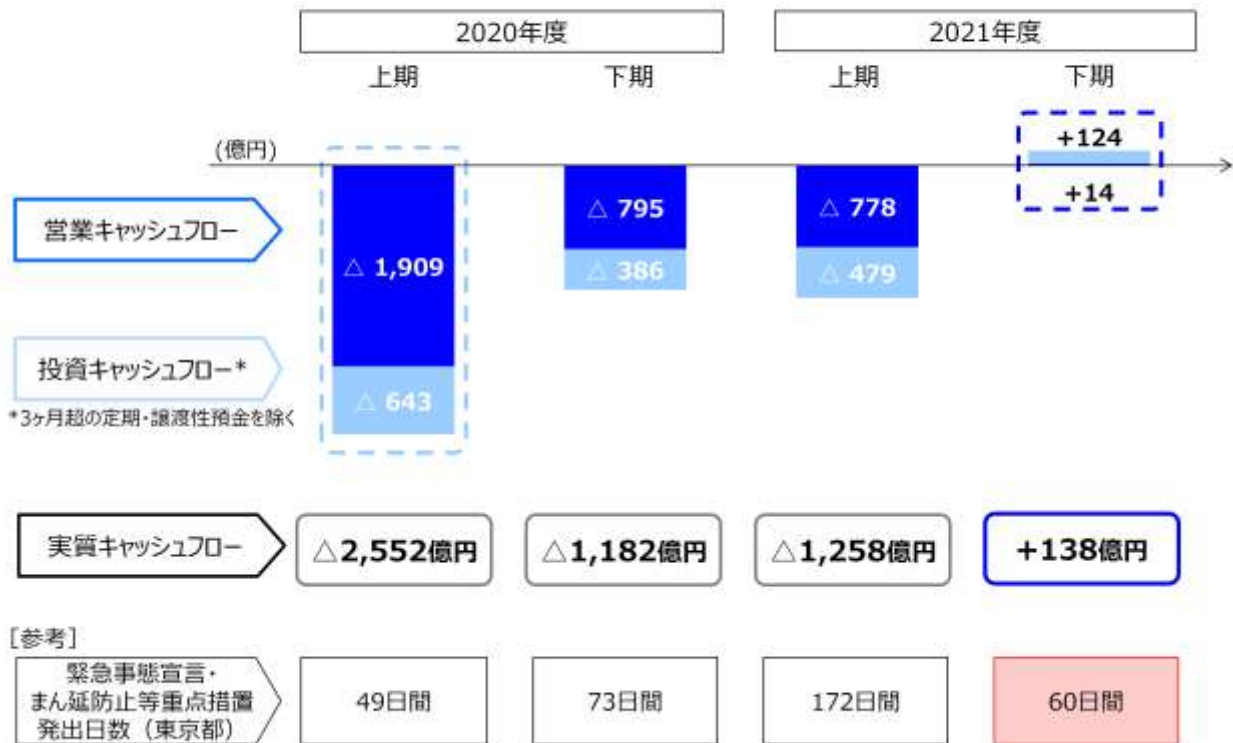 2020年度
2021年度
上期
下期
上期
下期
(億円)
+124
+14
営業キャッシュフロー
△ 1,909
△ 795
△ 778
△ 386
△ 479
投資キャッシュフロー*
△ 643
*3ヶ月超の定期・譲渡性預金を除く
実質キャッシュフロー
△2,552億円
△1,182億円
△1,258億円
+138億円
[参考]
緊急事態宣言・
まん延防止等重点措置
発出日数（東京都）
49日間
73日間
172日間
60日間